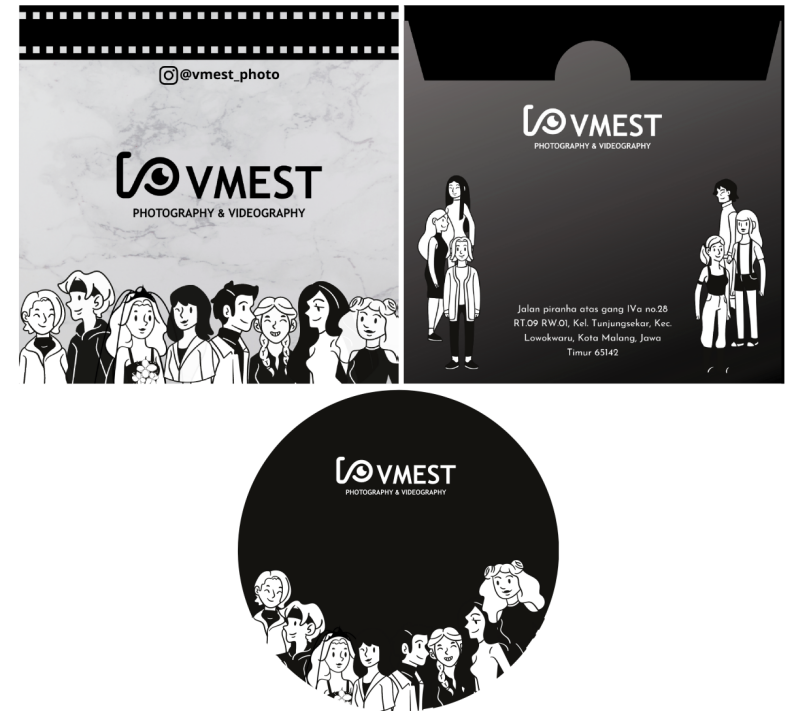 @vmest_photo
VMEST
PHOTOGRAPHY & VIDEOGRAPHY
VMEST
PHOTOGRAPHY & VIDEOGRAPHY
Jalan piranha atas gang IVa no.28
RT.09 RW.01, Kel. Tunjungsekar, Kec.
Lowokwaru, Kota Malang, Jawa
Timur 65142
VMEST
PHOTOGRAPHY & VIDEOGRAPHY